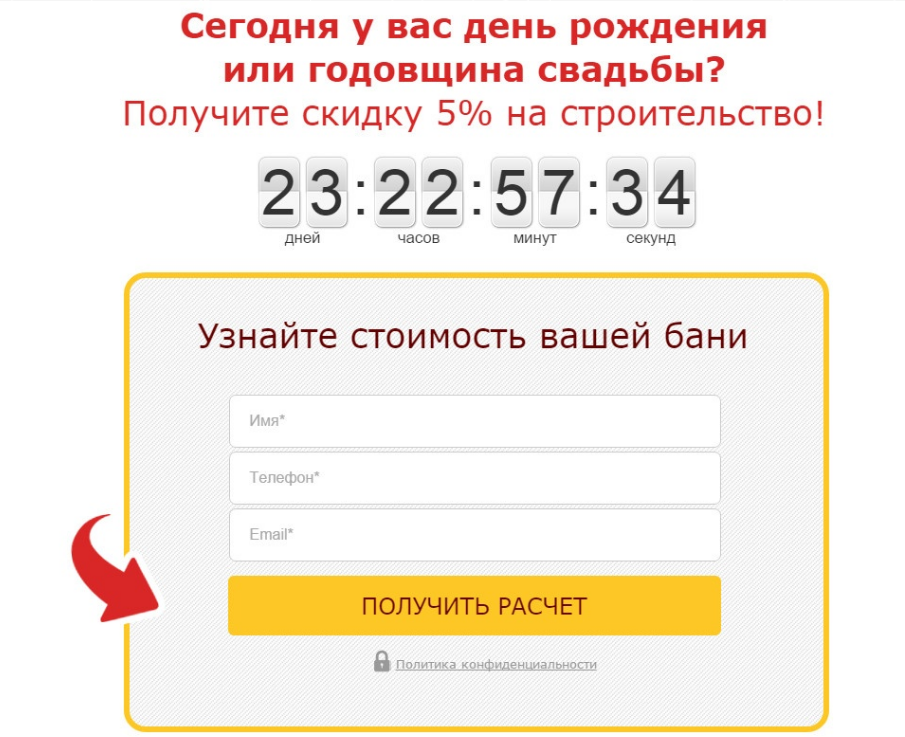 Сегодня у вас день рождения
или годовщина свадьбы?
Получите скидку 5% на строительство!
23:22:57:34
дней часов минут секунд
Узнайте стоимость вашей бани
Имя*
Телефон*
Email*
ПОЛУЧИТЬ РАСЧЕТ
Политика конфиденциальности